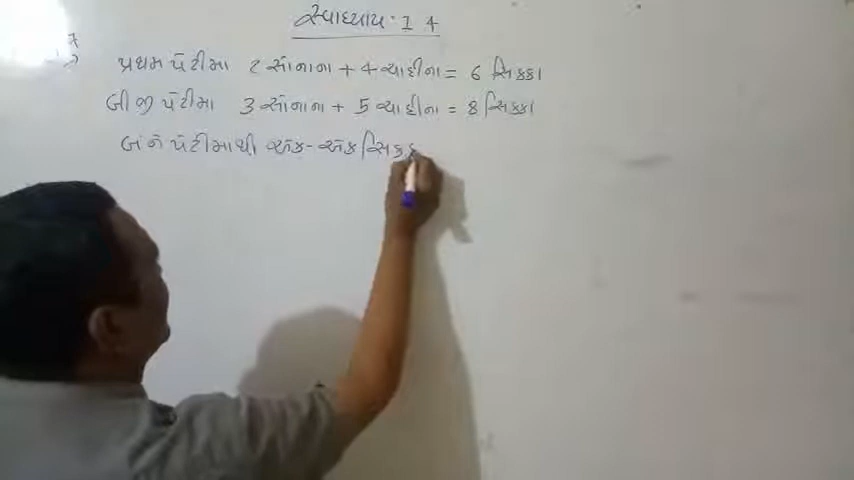 સ્વાધ્યાય: 1 4
પ્રથમ પેટીમા 2 સોનાના + 4 ચાદીના = 6 સિક્કા
બીજી પેટીમા 3 સોનાના + 5 ચાદીના = 8 સિક્કા
બંને પેટીમાથી એક-એક સિક્ક